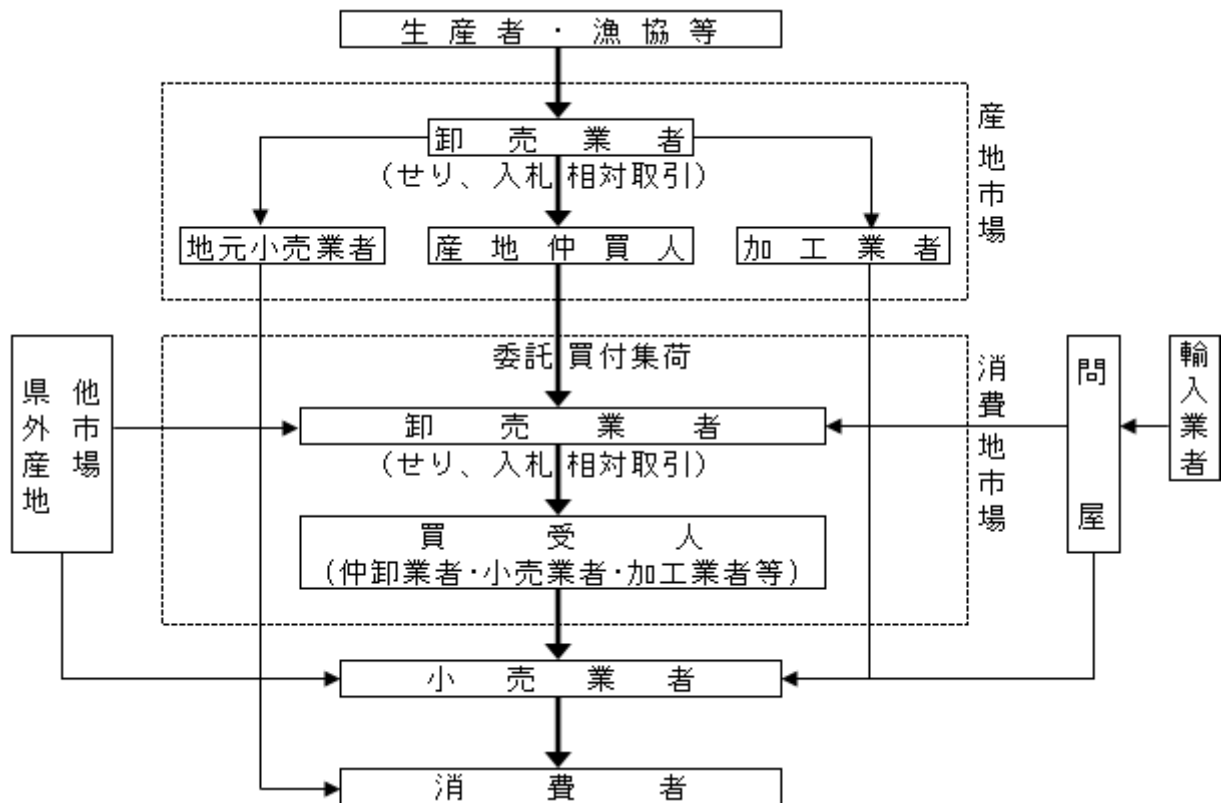 生産者・漁協等
卸売業者
(せり、入札 相対取引)
産地市場
地元小売業者
産地仲買人
加工業者
委託 買付集荷
消費地市場
県外産地
他市場
卸売業者
(せり、入札 相対取引)
問屋
輸入業者
買受人
(仲卸業者・小売業者・加工業者等)
小売業者
消費者